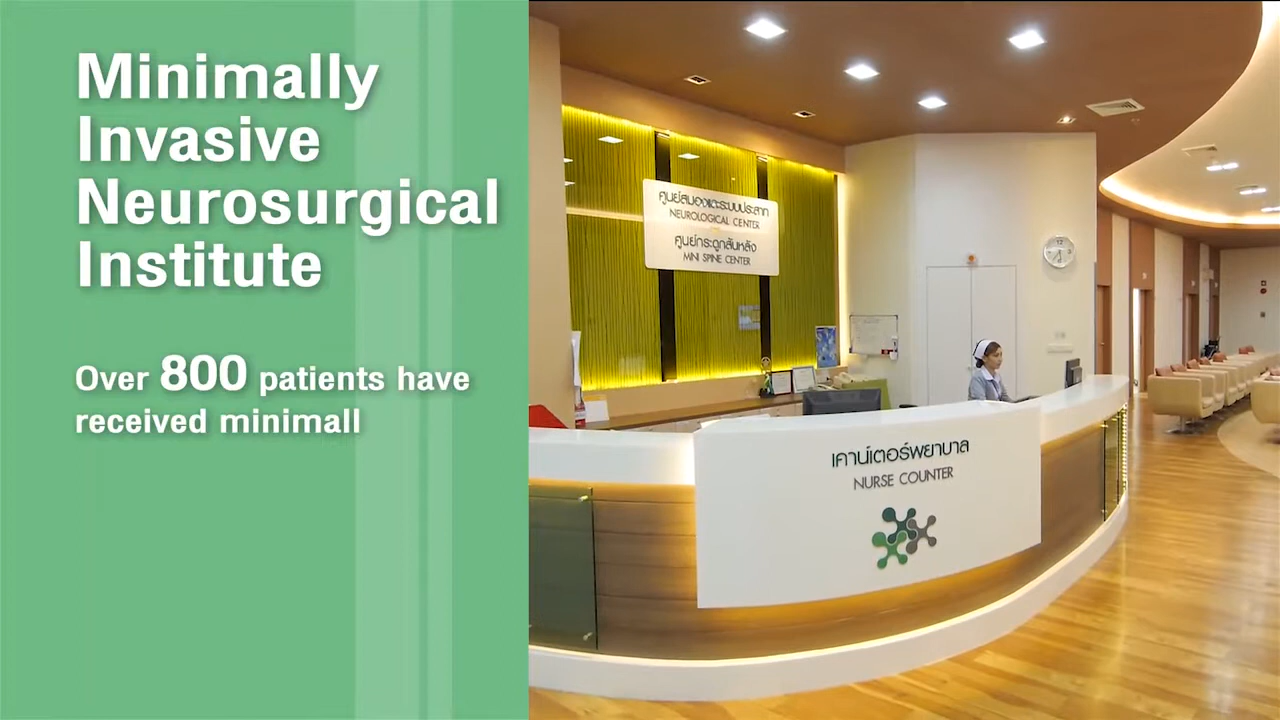 Minimally
Invasive
Neurosurgical
Institute
Over 800 patients have
received minimall
ศูนย์สมองและระบบประสาท
NEUROLOGICAL CENTER
ศูนย์กระดูกสันหลัง
MINI SPINE CENTER
เคาน์เตอร์พยาบาล
NURSE COUNTER